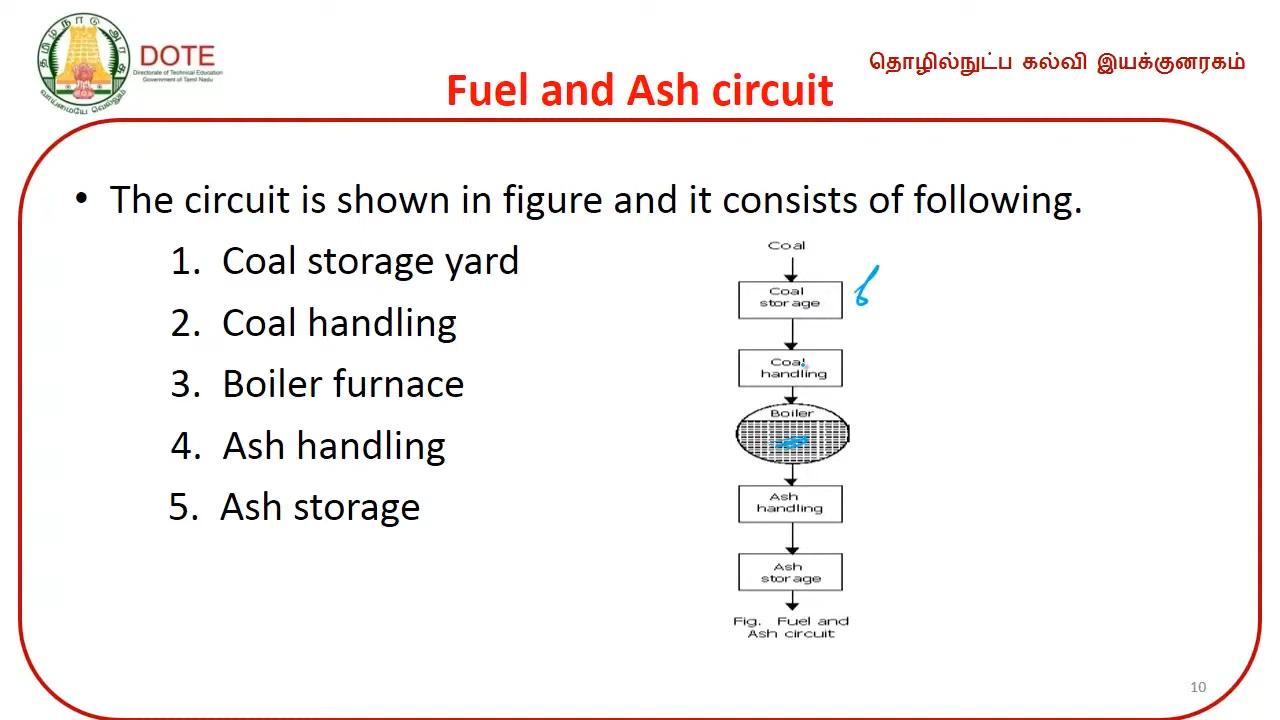 தமிழ்நாடு அரசு
வாய்மையே வெல்லும்
DOTE
Directorate of Technical Education
Government of Tamil Nadu
தொழில்நுட்ப கல்வி இயக்குனரகம்
Fuel and Ash circuit
• The circuit is shown in figure and it consists of following.
1. Coal storage yard
2. Coal handling
3. Boiler furnace
4. Ash handling
5. Ash storage
Coal
Coal
storage
Coal
handling
Boiler
Ash
handling
Ash
storage
Fig. Fuel and
Ash circuit
10